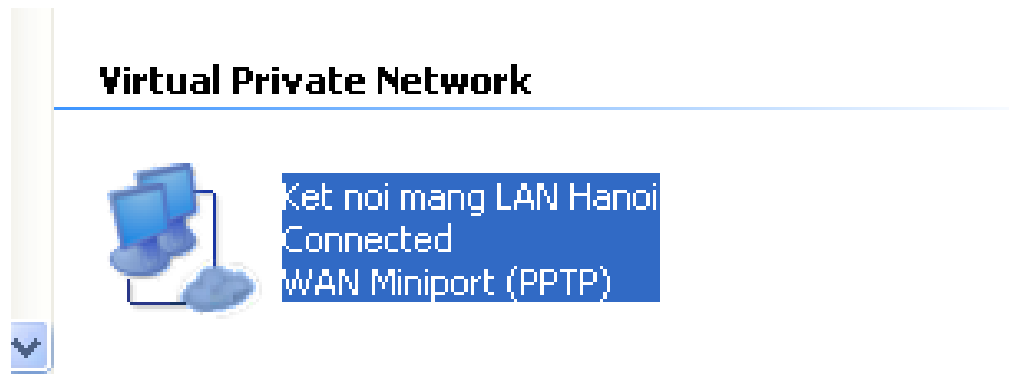 Virtual Private Network
Ket noi mang LAN Hanoi
Connected
WAN Miniport (PPTP)